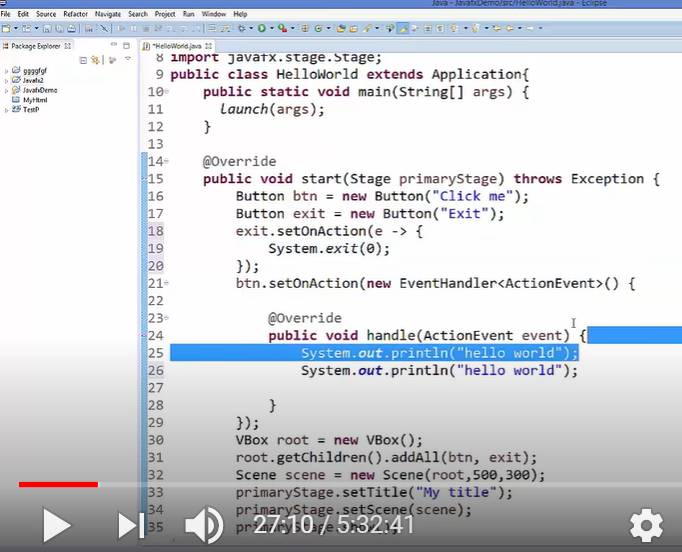 Java - JavafxDemo/src/HelloWorld.java - Eclipse
File Edit Source Refactor Navigate Search Project Run Window Help
Package Explorer
*HelloWorld.java
ggggfgf
Javafx2
JavafxDemo
MyHtml
TestP
8 import javafx.stage.Stage;
9 public class HelloWorld extends Application{
10 public static void main(String[] args) {
11 launch(args);
12 }
13
14 @Override
15 public void start(Stage primaryStage) throws Exception {
16 Button btn = new Button("Click me");
17 Button exit = new Button("Exit");
18 exit.setOnAction(e -> {
19 System.exit(0);
20 });
21 btn.setOnAction(new EventHandler<ActionEvent>() {
22
23 @Override
24 public void handle(ActionEvent event) {
25 System.out.println("hello world");
26 System.out.println("hello world");
27
28 }
29 });
30 VBox root = new VBox();
31 root.getChildren().addAll(btn, exit);
32 Scene scene = new Scene(root,500,300);
33 primaryStage.setTitle("My title");
34 primaryStage.setScene(scene);
35 primaryStage.show();
27:10 / 5:32:41